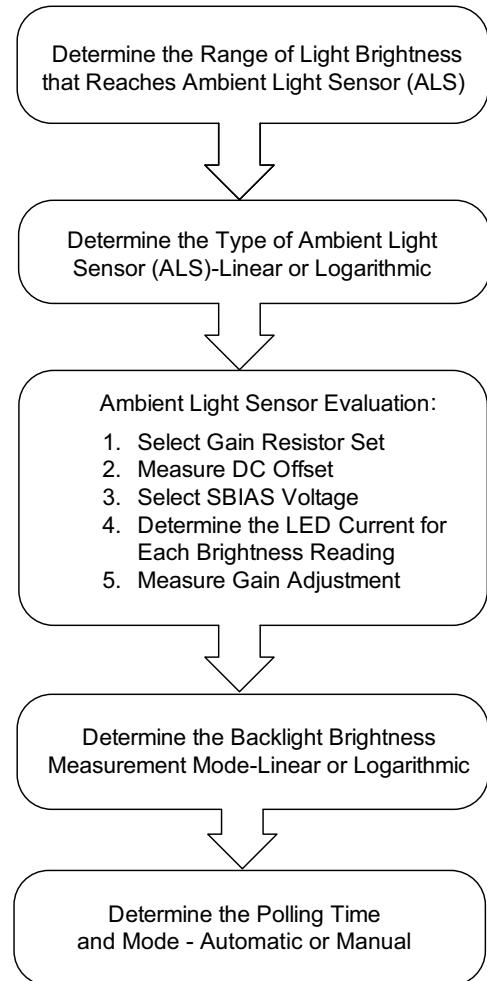 Determine the Range of Light Brightness
that Reaches Ambient Light Sensor (ALS)
Determine the Type of Ambient Light
Sensor (ALS)-Linear or Logarithmic
Ambient Light Sensor Evaluation:
1. Select Gain Resistor Set
2. Measure DC Offset
3. Select SBIAS Voltage
4. Determine the LED Current for
Each Brightness Reading
5. Measure Gain Adjustment
Determine the Backlight Brightness
Measurement Mode-Linear or Logarithmic
Determine the Polling Time
and Mode - Automatic or Manual